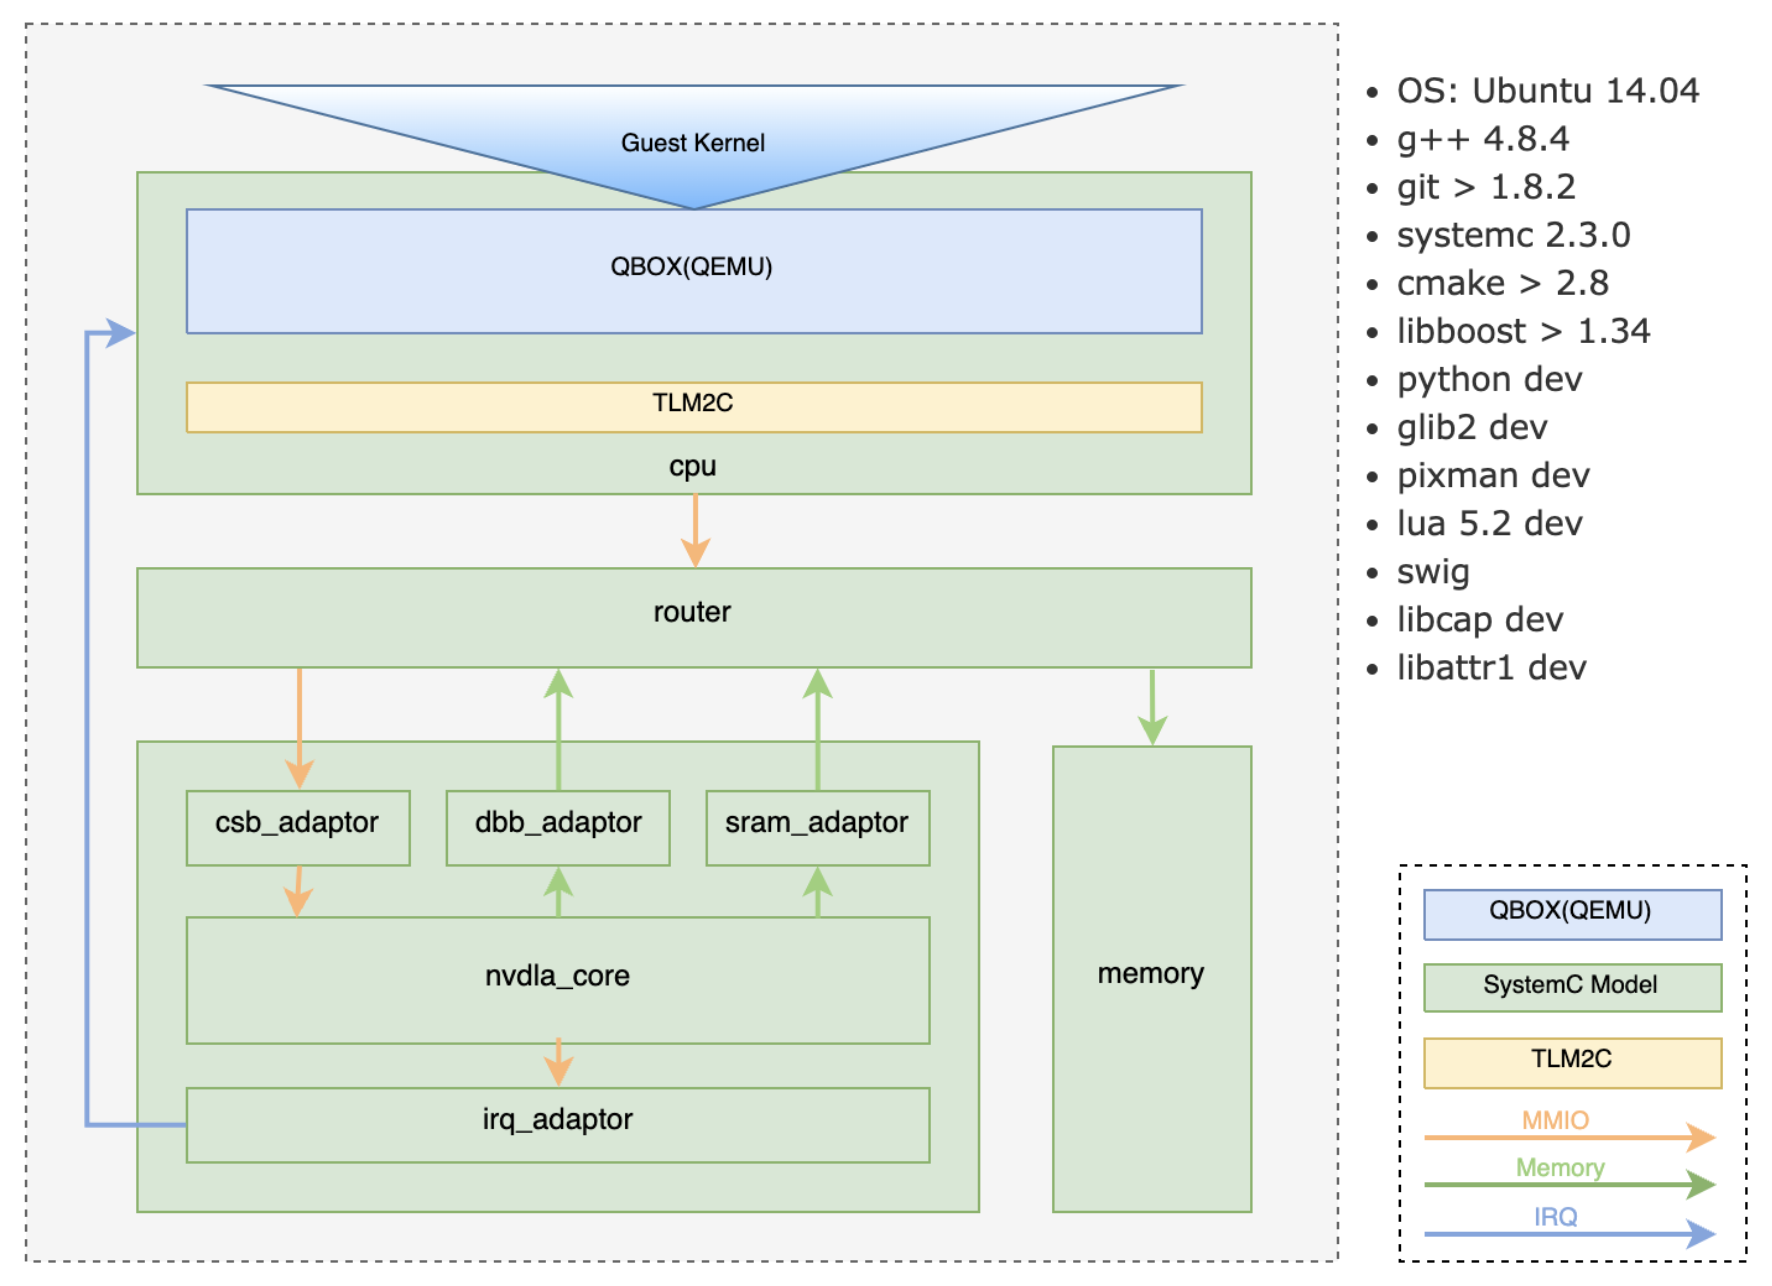 Guest Kernel
QBOX(QEMU)
TLM2C
cpu
router
csb_adaptor
dbb_adaptor
sram_adaptor
nvdla_core
irq_adaptor
memory
• OS: Ubuntu 14.04
• g++ 4.8.4
• git > 1.8.2
• systemc 2.3.0
• cmake > 2.8
• libboost > 1.34
• python dev
• glib2 dev
• pixman dev
• lua 5.2 dev
• swig
• libcap dev
• libattr1 dev
QBOX(QEMU)
SystemC Model
TLM2C
MMIO
Memory
IRQ